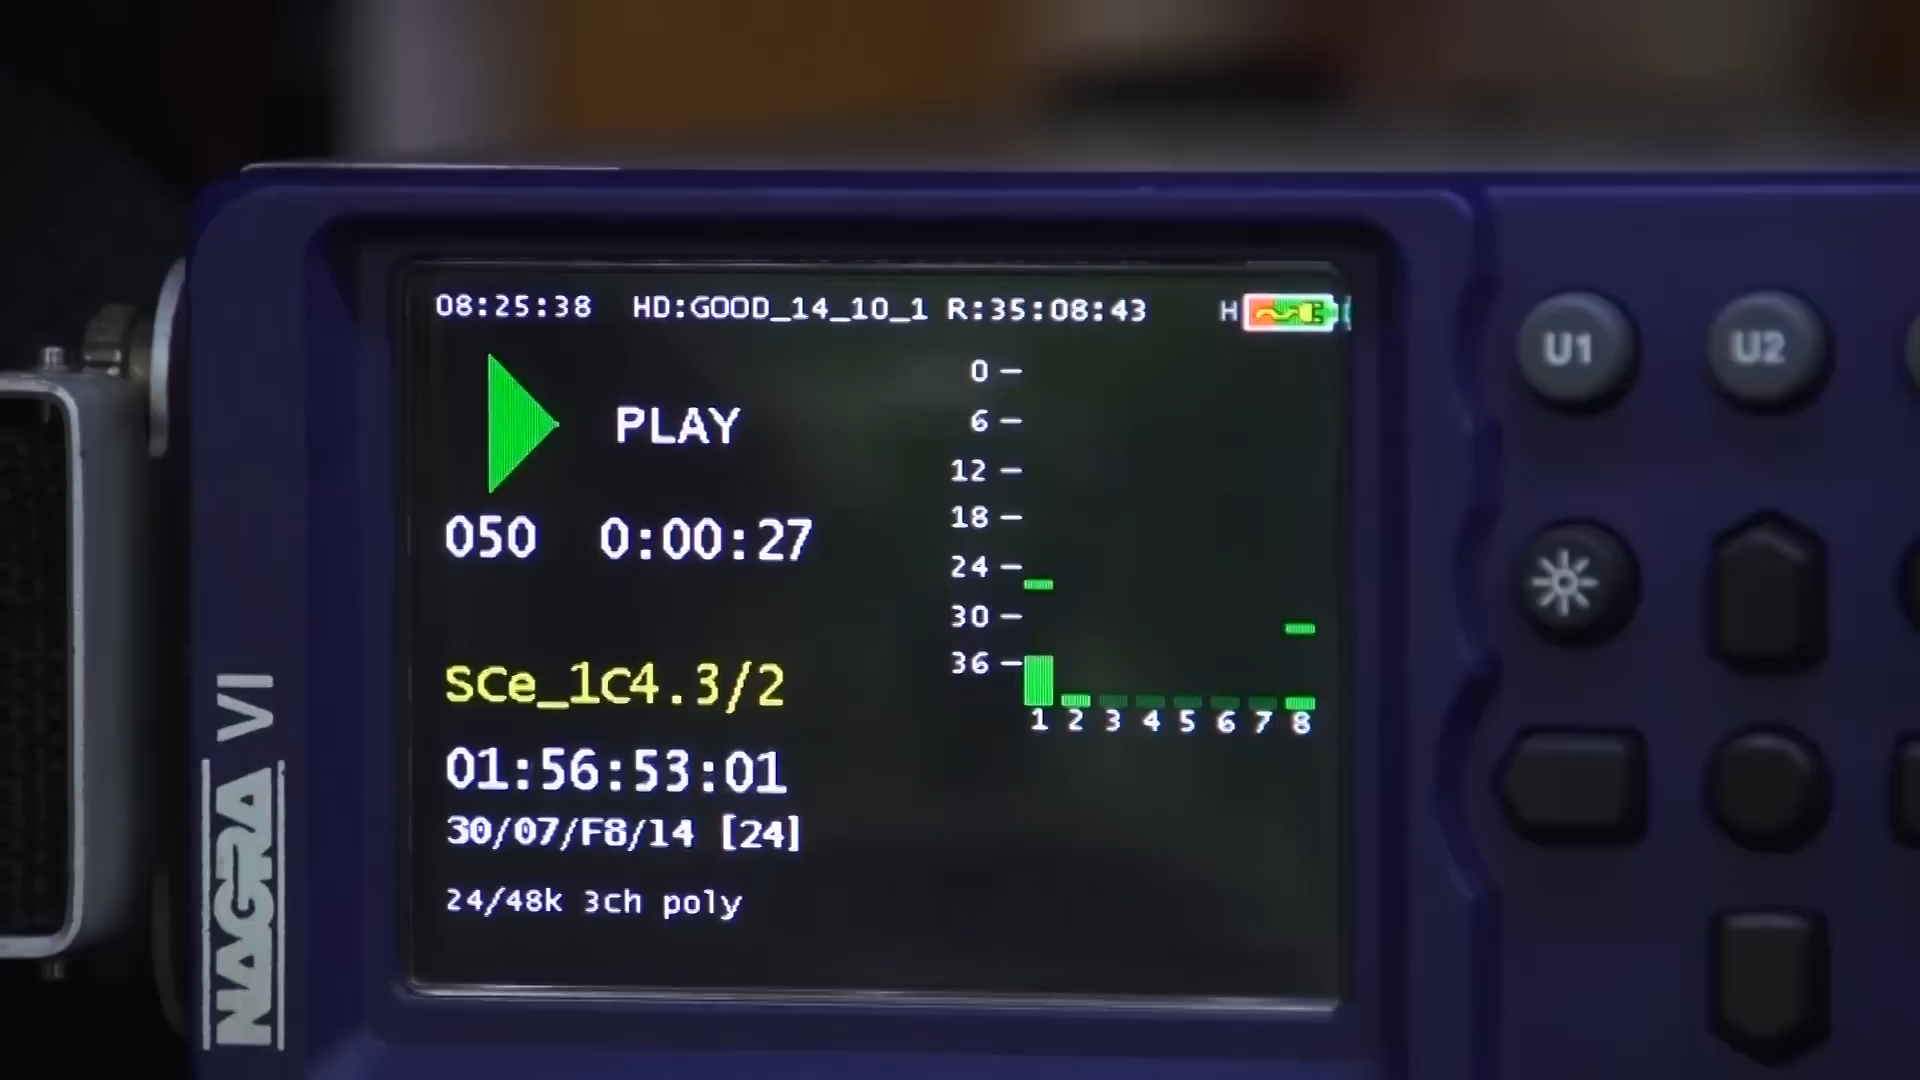 08:25:38 HD:GOOD_14_10_1 R:35:08:43 H
PLAY
050 0:00:27
SCe_1C4.3/2
01:56:53:01
30/07/F8/14 [24]
24/48k 3ch poly
0
6
12
18
24
30
36
1 2 3 4 5 6 7 8
U1 U2
NAGRA VI